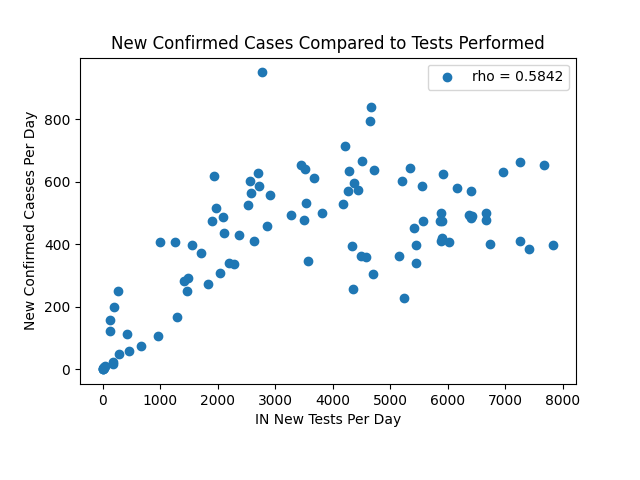 New Confirmed Cases Compared to Tests Performed
rho = 0.5842
New Confirmed Caeses Per Day
800
600
400
200
0
0 1000 2000 3000 4000 5000 6000 7000 8000
IN New Tests Per Day